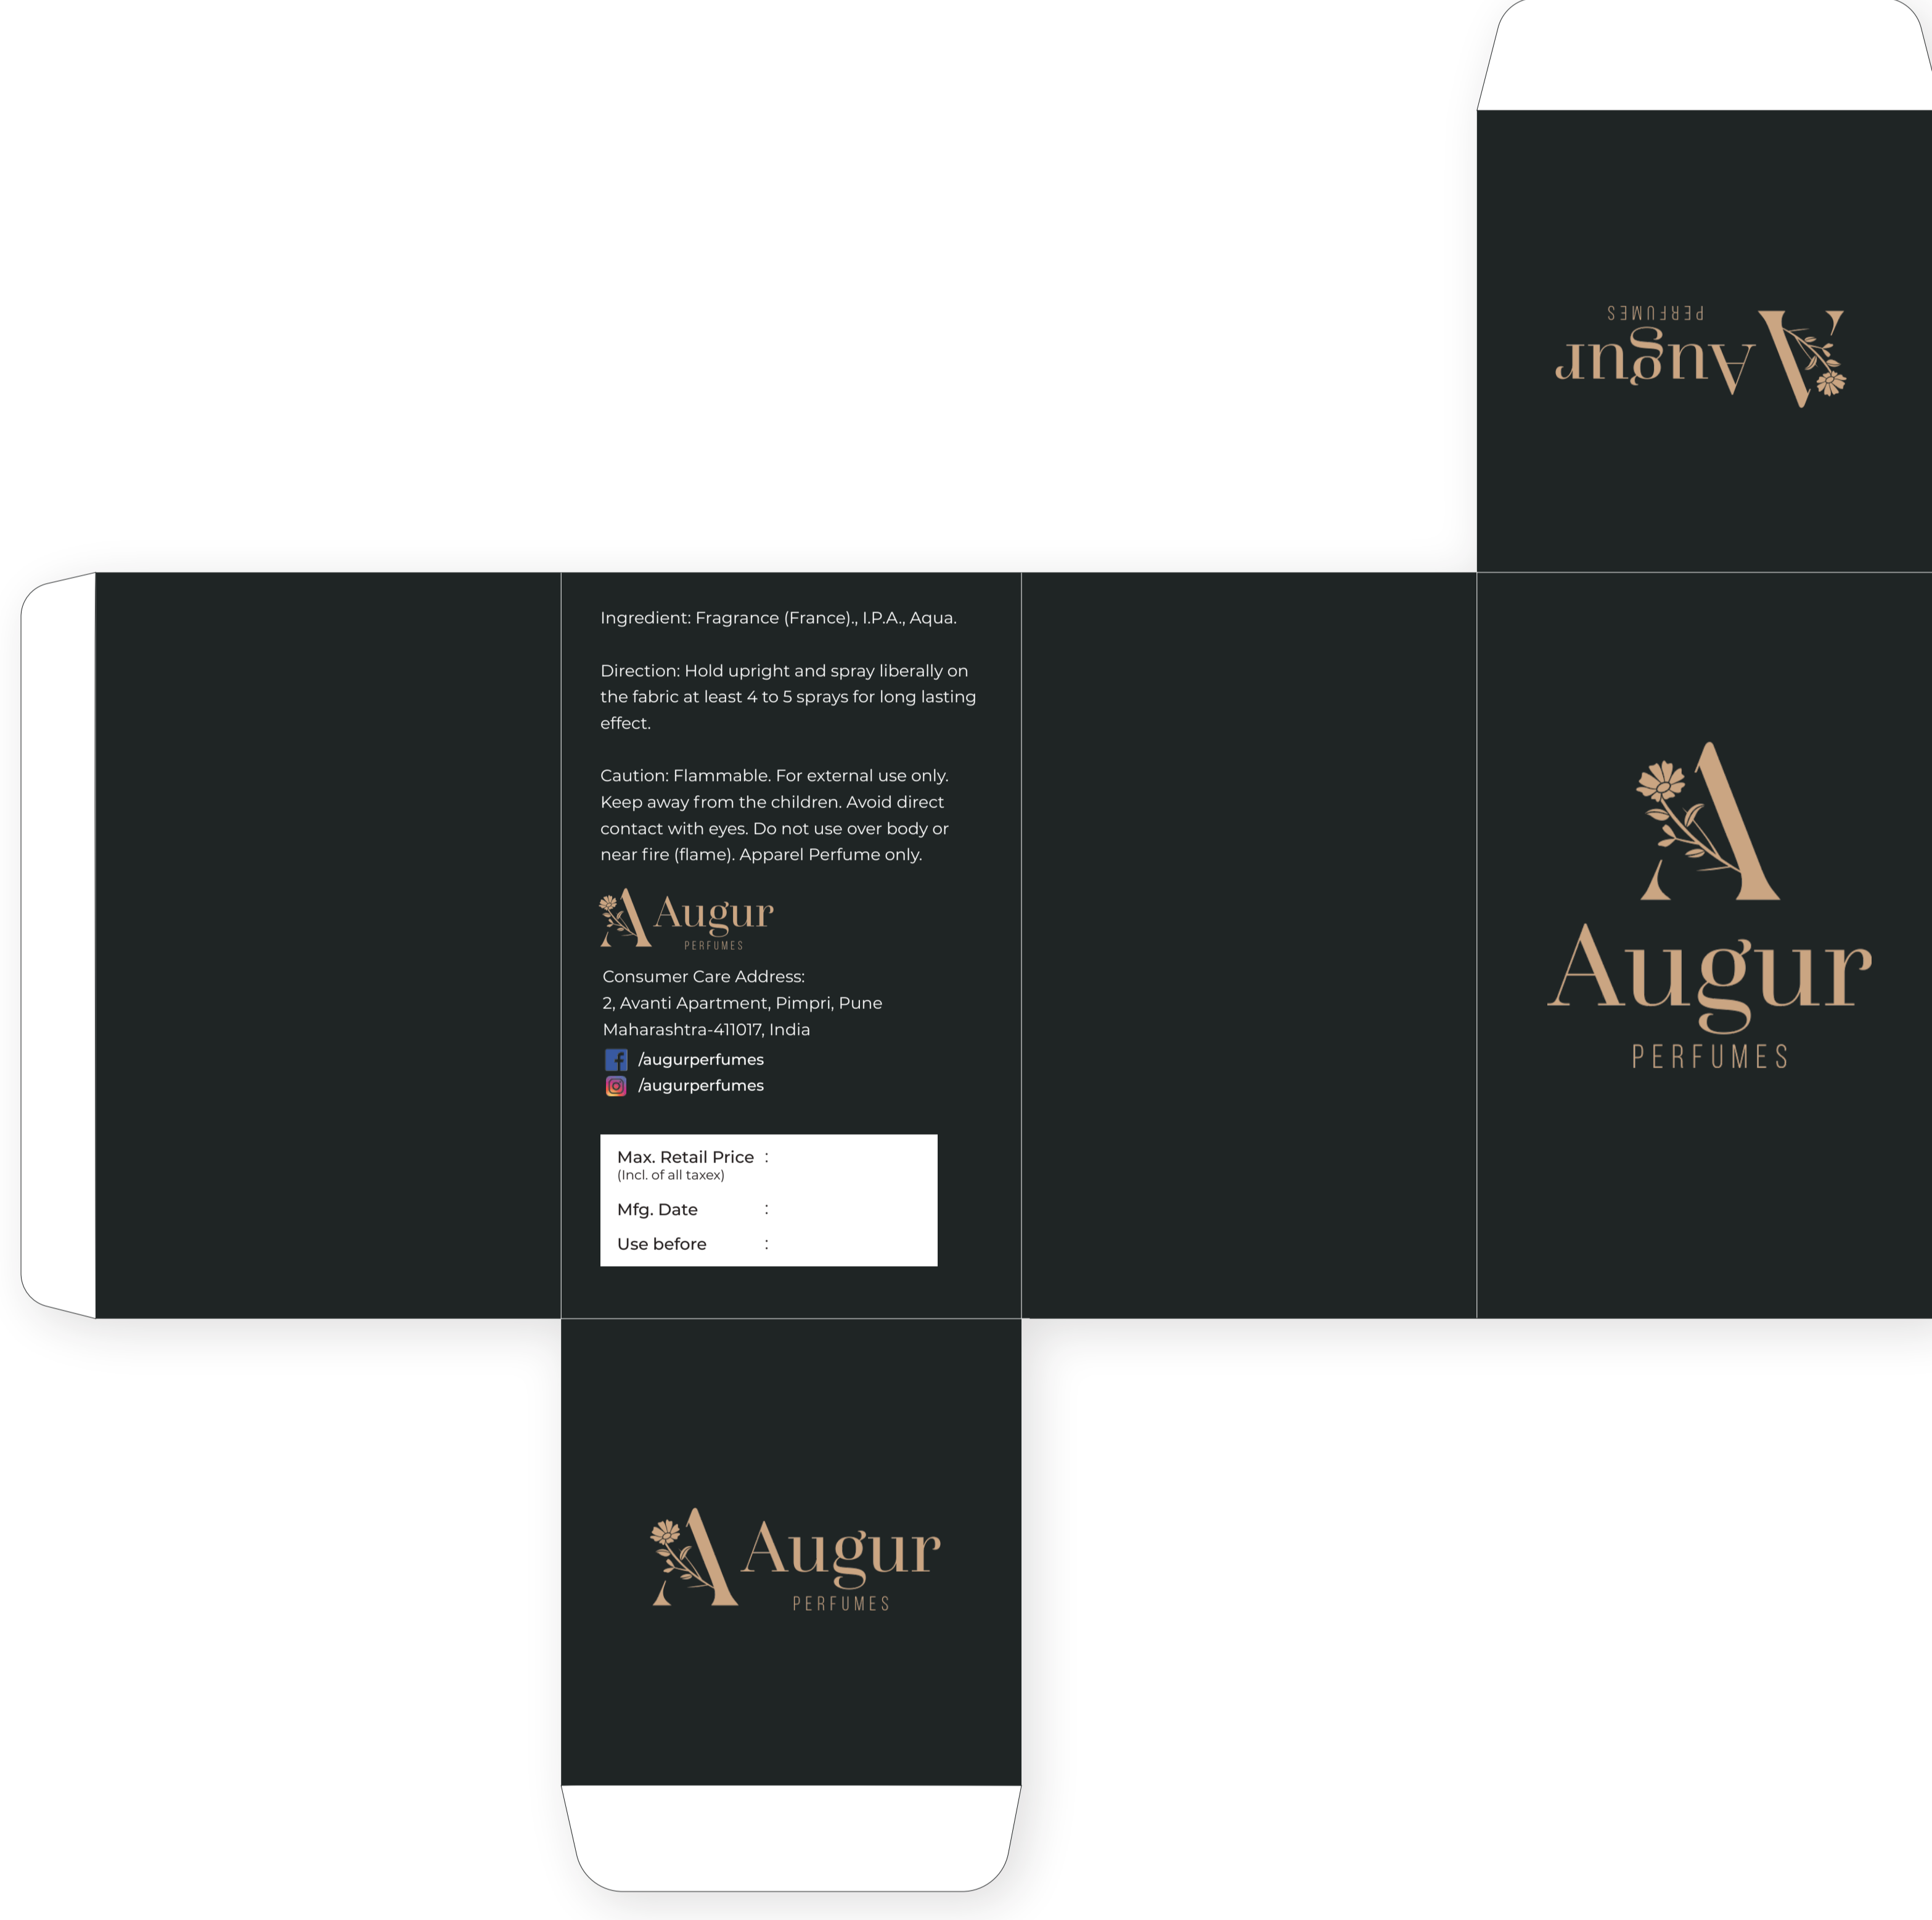 PERFUMES
Augur
Ingredient: Fragrance (France)., I.P.A., Aqua.
Direction: Hold upright and spray liberally on
the fabric at least 4 to 5 sprays for long lasting
effect.
Caution: Flammable. For external use only.
Keep away from the children. Avoid direct
contact with eyes. Do not use over body or
near fire (flame). Apparel Perfume only.
Augur
PERFUMES
Consumer Care Address:
2, Avanti Apartment, Pimpri, Pune
Maharashtra-411017, India
/augurperfumes
/augurperfumes
Max. Retail Price :
(Incl. of all taxex)
Mfg. Date :
Use before :
Augur
PERFUMES
Augur
PERFUMES